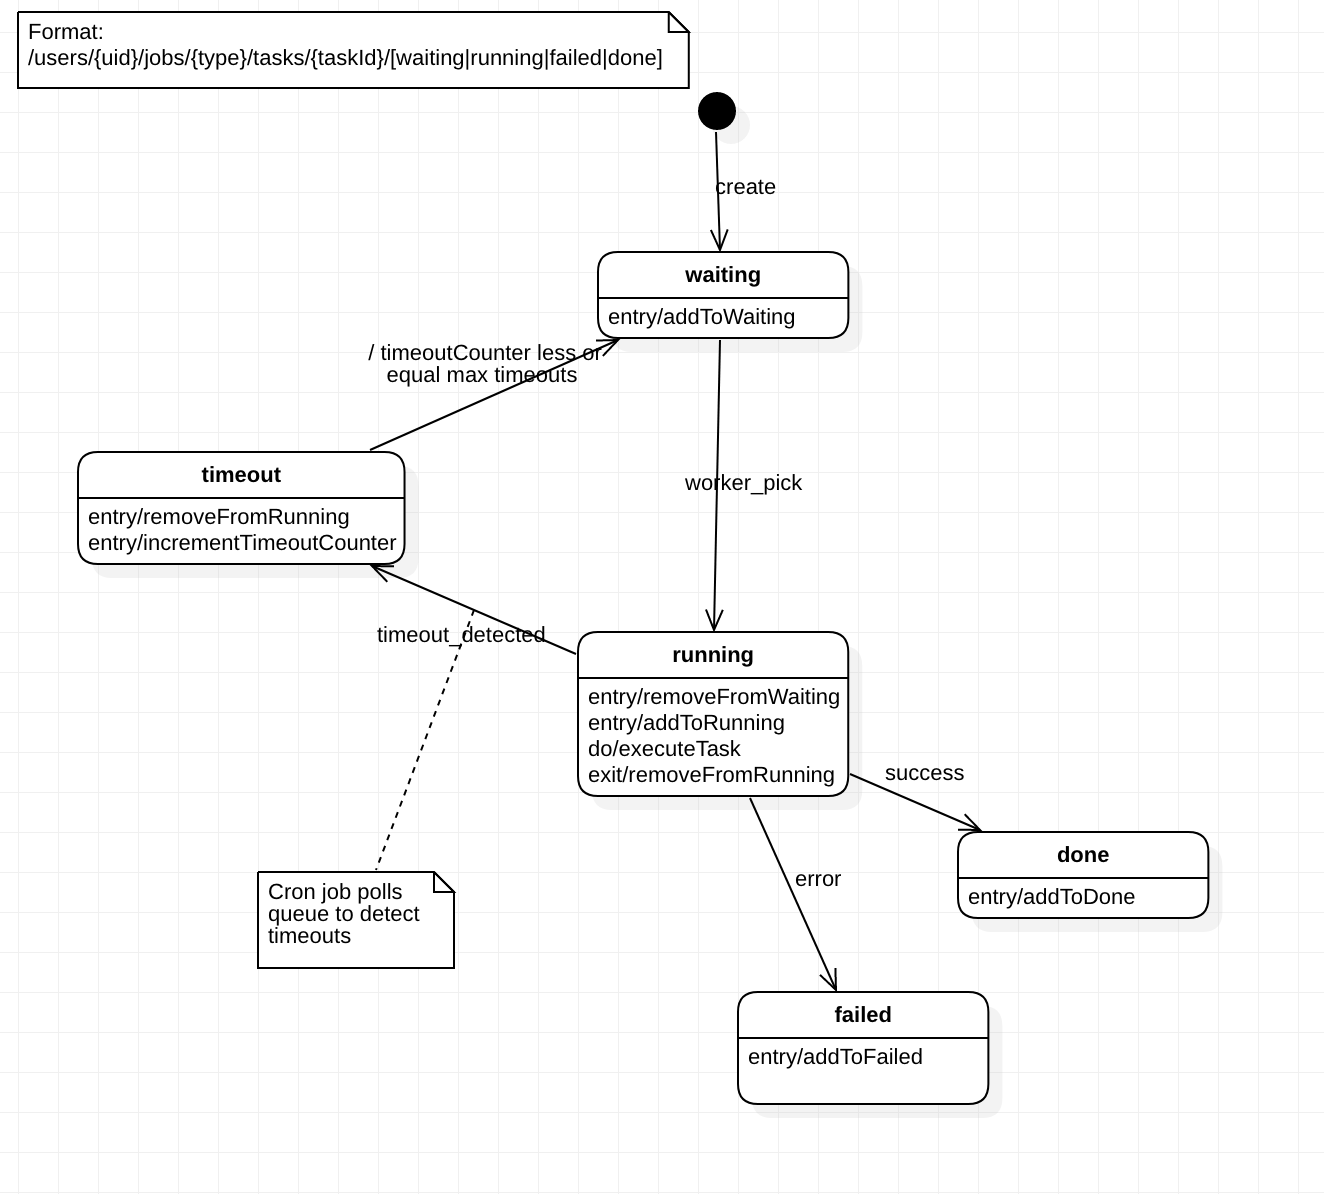 Format:
/users/{uid}/jobs/{type}/tasks/{taskId}/[waiting|running|failed|done]
create
waiting
entry/addToWaiting
/ timeoutCounter less or
equal max timeouts
timeout
entry/removeFromRunning
entry/incrementTimeoutCounter
worker_pick
timeout_detected
running
entry/removeFromWaiting
entry/addToRunning
do/executeTask
exit/removeFromRunning
success
done
entry/addToDone
error
Cron job polls
queue to detect
timeouts
failed
entry/addToFailed